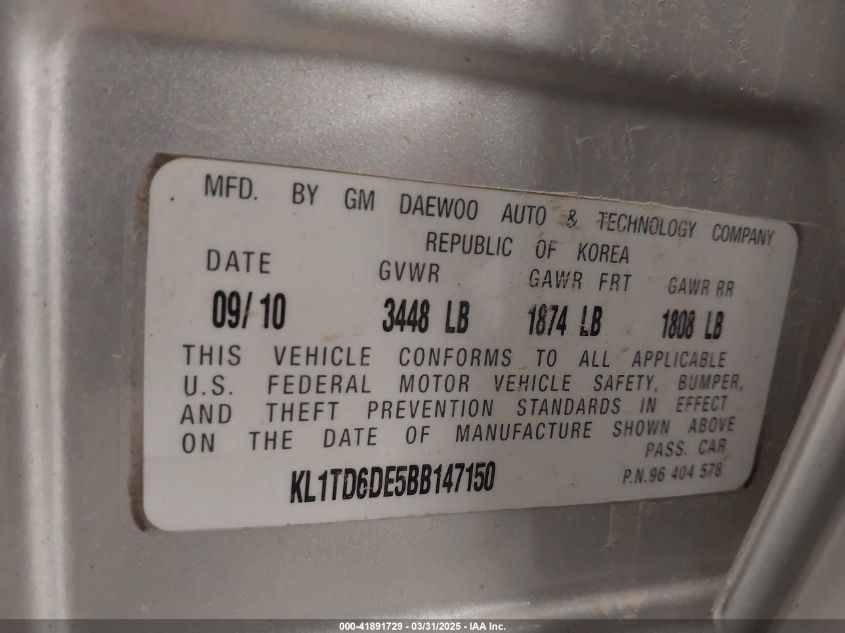 MFD. BY GM DAEWOO AUTO & TECHNOLOGY COMPANY
REPUBLIC OF KOREA
DATE GVWR GAWR FRT GAWR RR
09/10 3448 LB 1874 LB 1808 LB
THIS VEHICLE CONFORMS TO ALL APPLICABLE
U.S. FEDERAL MOTOR VEHICLE SAFETY, BUMPER,
AND THEFT PREVENTION STANDARDS IN EFFECT
ON THE DATE OF MANUFACTURE SHOWN ABOVE
PASS. CAR
KL1TD6DE5BB147150 P.N.96 404 578
000-41891729 - 03/31/2025 - IAA Inc.